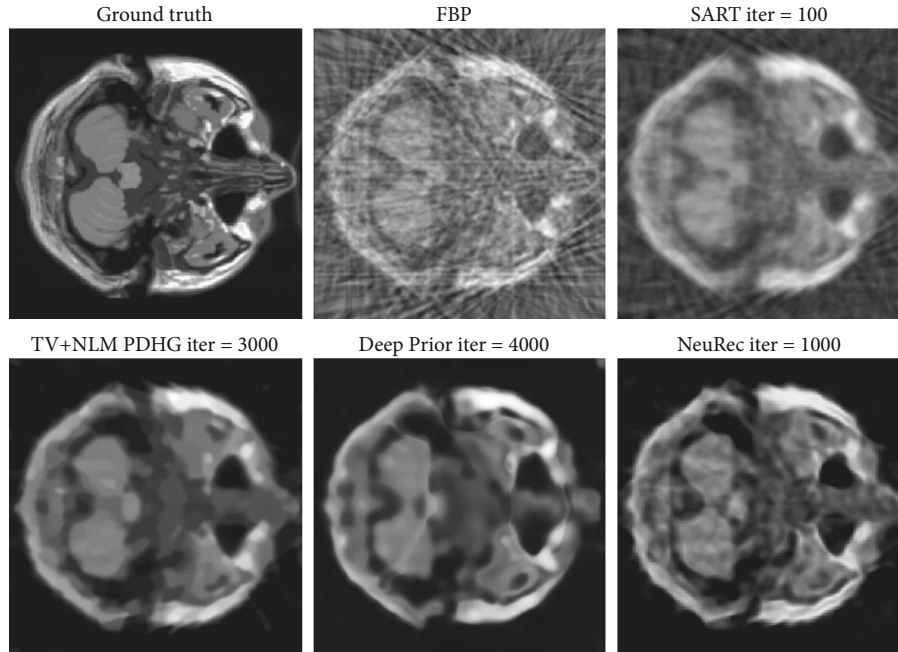 Ground truth
FBP
SART iter = 100
TV+NLM PDHG iter = 3000
Deep Prior iter = 4000
NeuRec iter = 1000